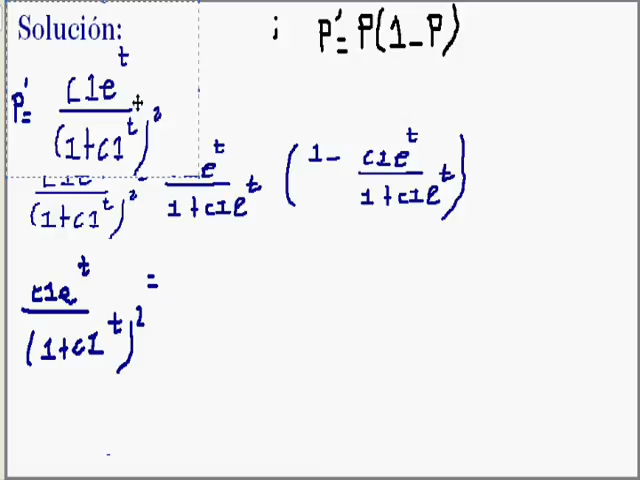 Solución: ; P' = P(1-P)
P' = c1e^t / (1+c1^t)^2
c1e^t / (1+c1^t)^2 = e^t / 1+c1e^t (1 - c1e^t / 1+c1e^t)
c1e^t / (1+c1^t)^2 =